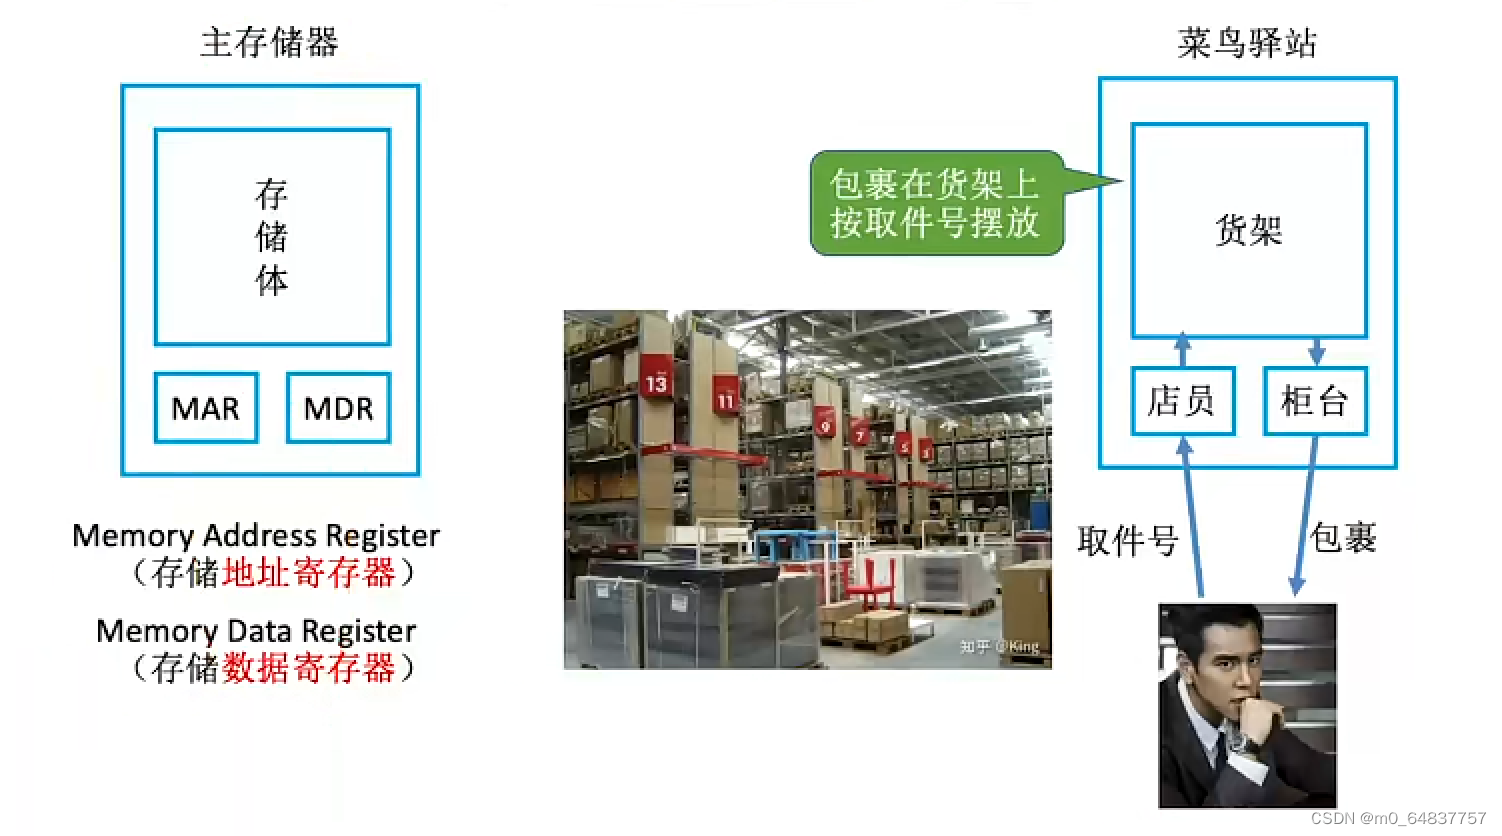 主存储器
存
储
体
MAR
MDR
Memory Address Register
（存储地址寄存器）
Memory Data Register
（存储数据寄存器）
包裹在货架上
按取件号摆放
13
11
9
7
5
3
知乎 @King
菜鸟驿站
货架
店员
柜台
取件号
包裹
CSDN @m0_64837757